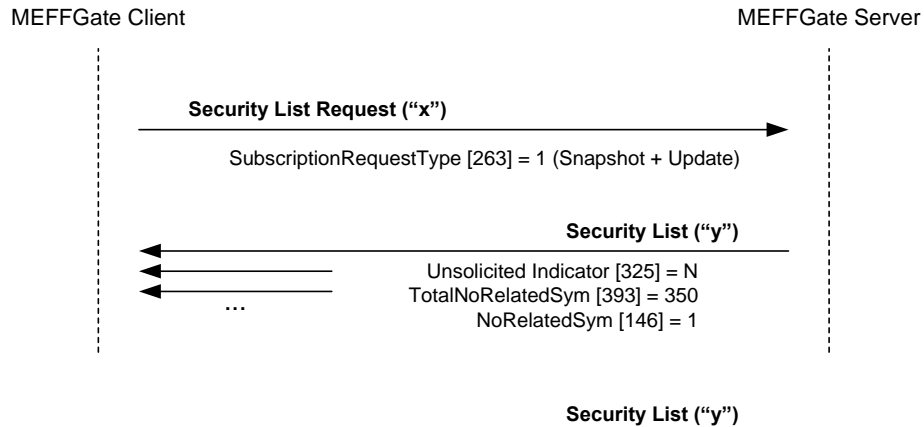 MEFFGate Client MEFFGate Server
Security List Request (“x”)
SubscriptionRequestType [263] = 1 (Snapshot + Update)
Security List (“y”)
Unsolicited Indicator [325] = N
TotalNoRelatedSym [393] = 350
NoRelatedSym [146] = 1
...
Security List (“y”)